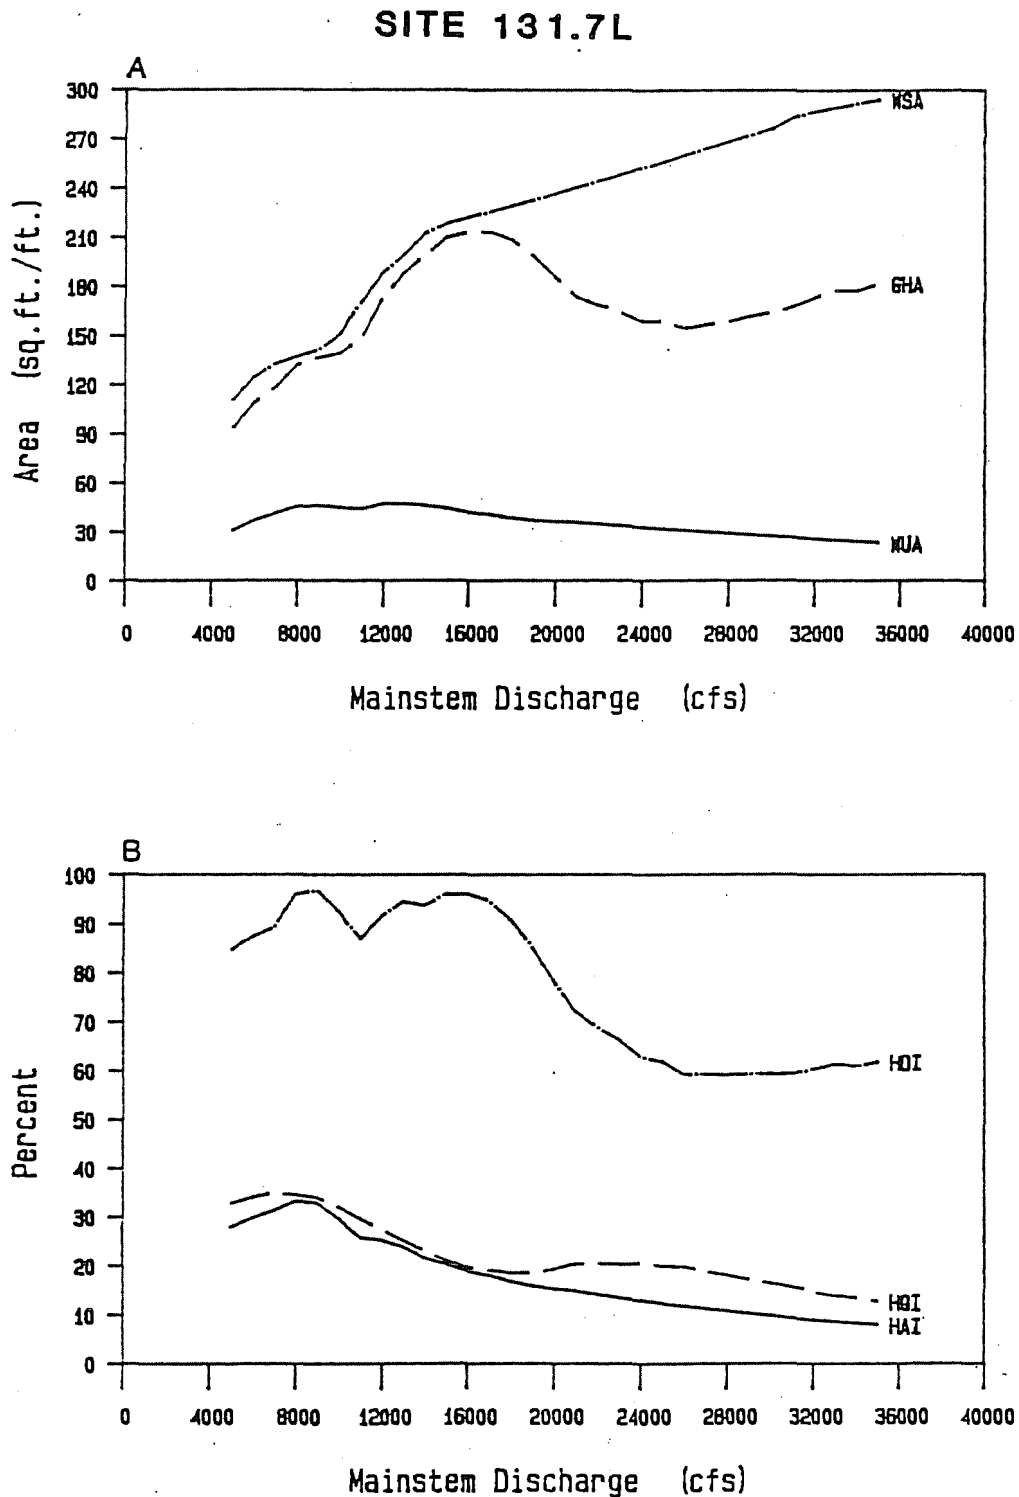 SITE 131.7L
A
300
270
240
210
180
150
120
90
60
30
0
Area (sq.ft./ft.)
WSA
GHA
WUA
0 4000 8000 12000 16000 20000 24000 28000 32000 36000 40000
Mainstem Discharge (cfs)
B
100
90
80
70
60
50
40
30
20
10
0
Percent
HDI
HQI
HAI
0 4000 8000 12000 16000 20000 24000 28000 32000 36000 40000
Mainstem Discharge (cfs)